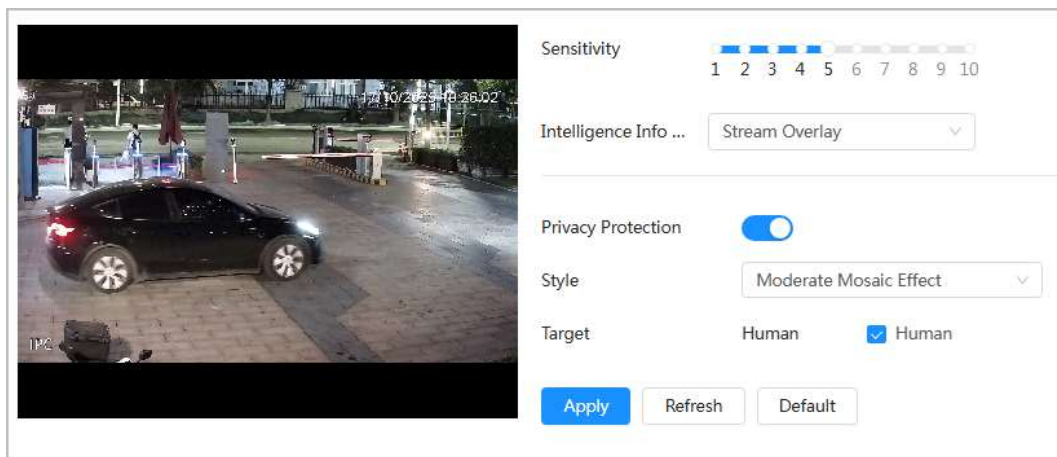 Sensitivity
1 2 3 4 5 6 7 8 9 10
Intelligence Info ...
Stream Overlay
Privacy Protection
Style
Moderate Mosaic Effect
Target
Human
Human
Apply
Refresh
Default
IPC